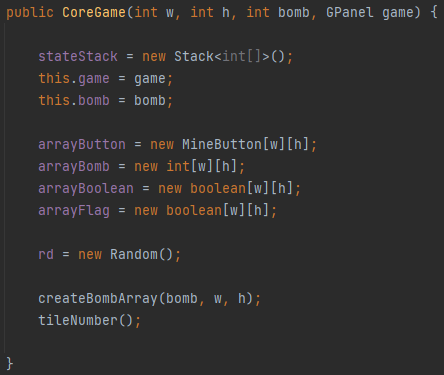 public CoreGame(int w, int h, int bomb, GPanel game) {
stateStack = new Stack<int[]>();
this.game = game;
this.bomb = bomb;
arrayButton = new MineButton[w][h];
arrayBomb = new int[w][h];
arrayBoolean = new boolean[w][h];
arrayFlag = new boolean[w][h];
rd = new Random();
createBombArray(bomb, w, h);
tileNumber();
}